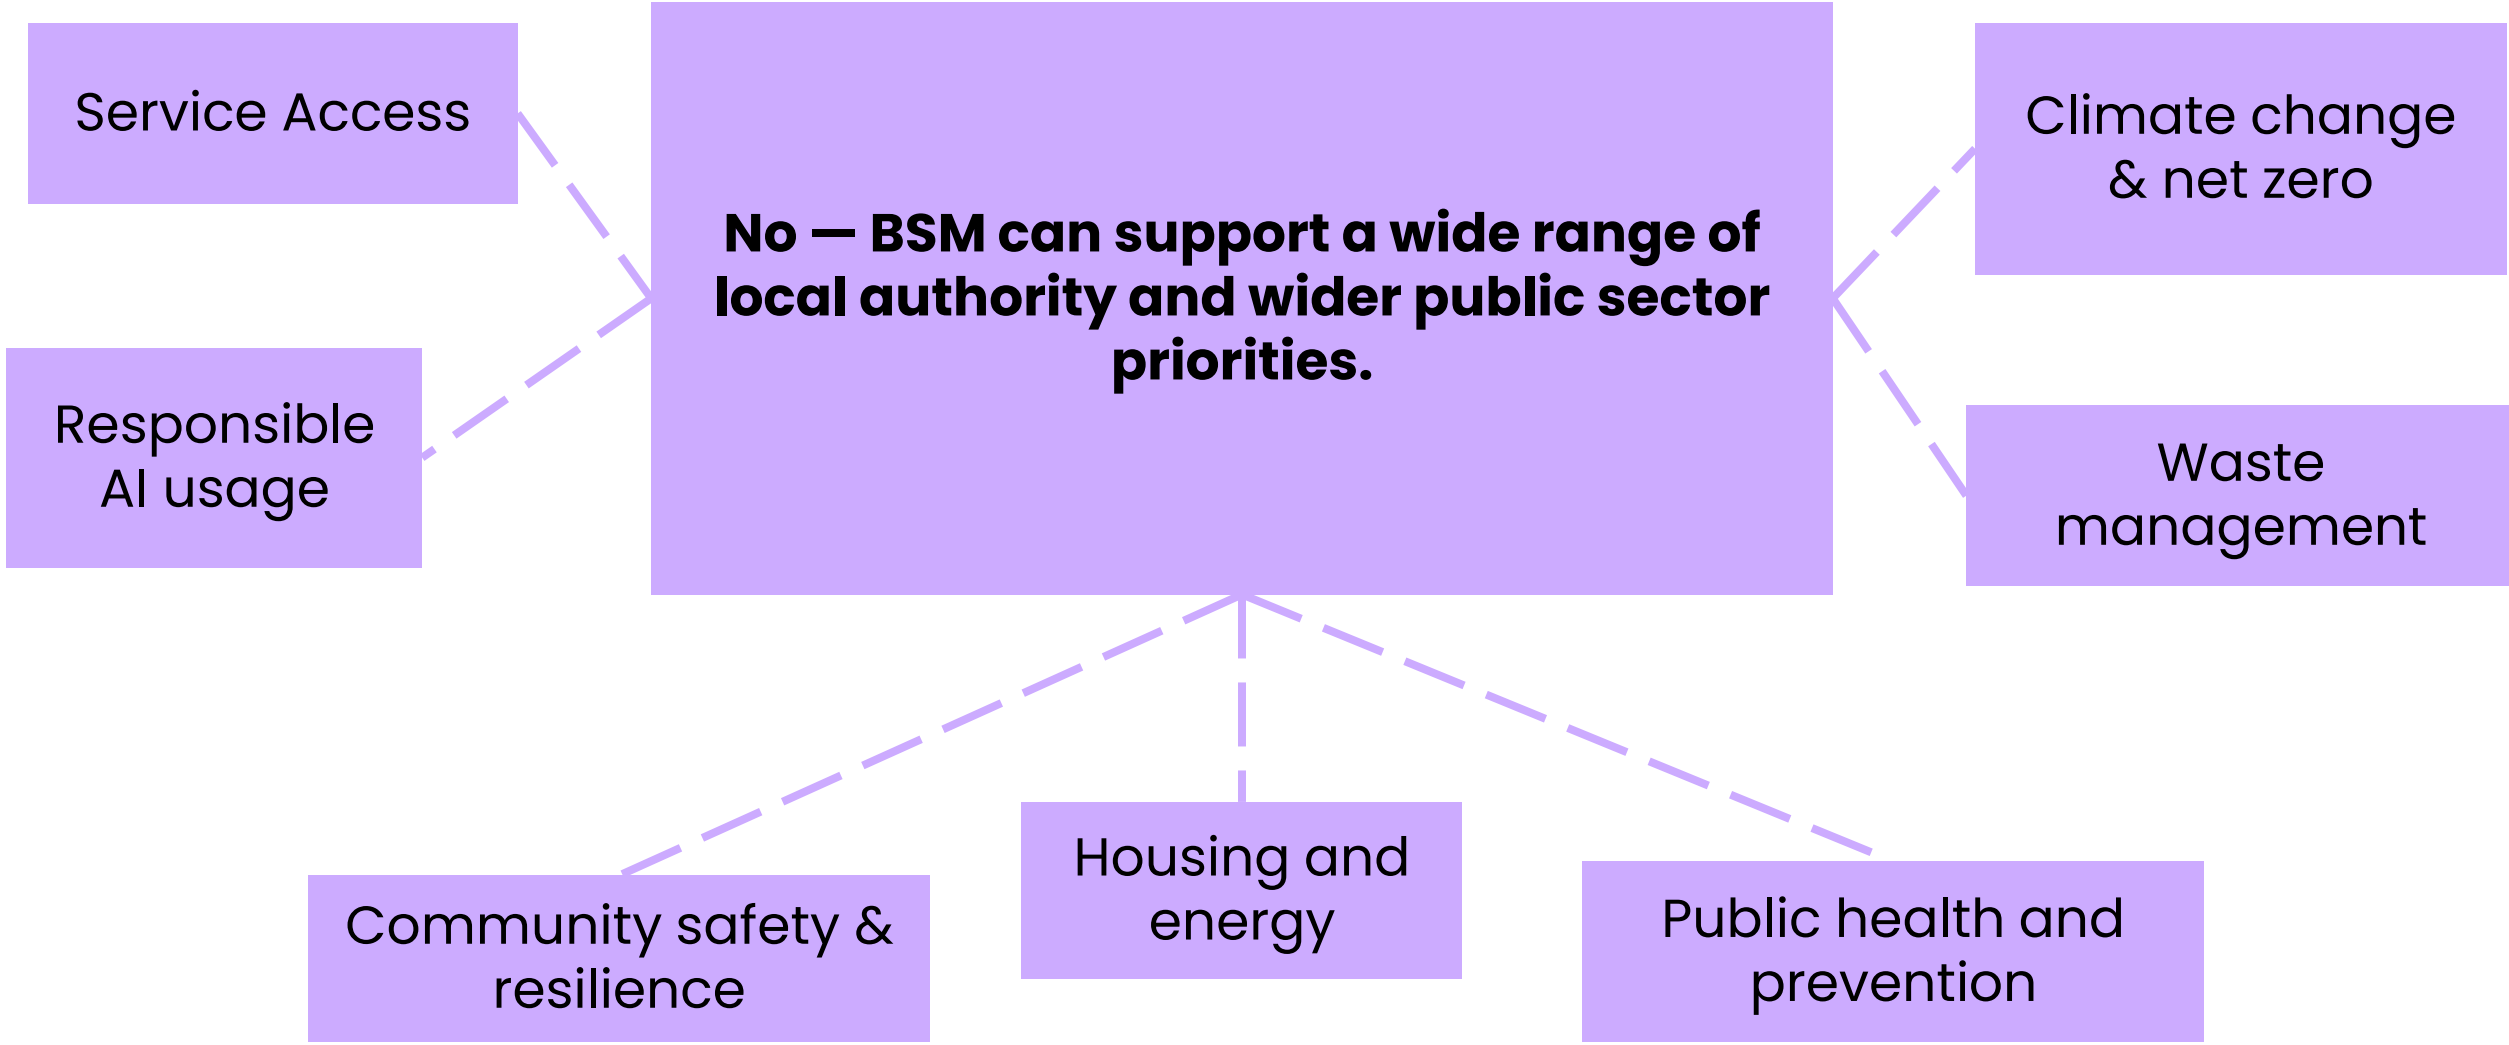 Service Access
No — BSM can support a wide range of
local authority and wider public sector
priorities.
Climate change
& net zero
Responsible
AI usage
Waste
management
Community safety &
resilience
Housing and
energy
Public health and
prevention